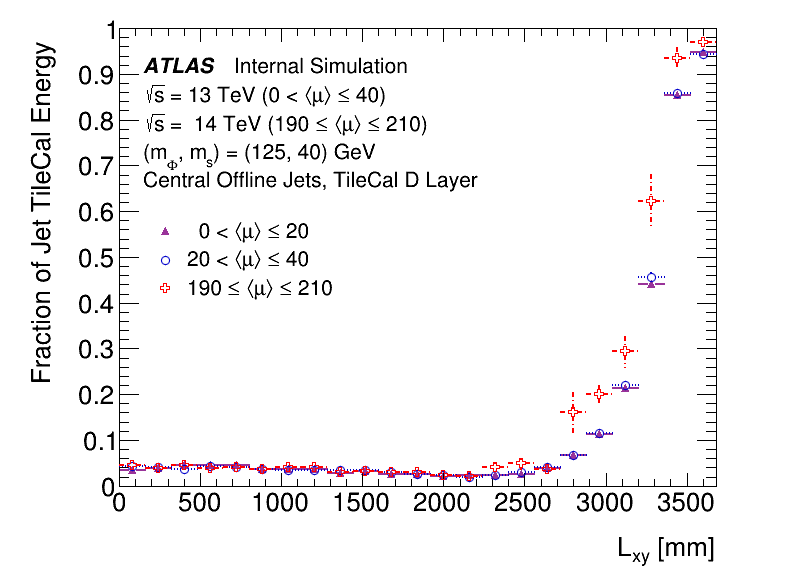 Fraction of Jet TileCal Energy
1
0.9
0.8
0.7
0.6
0.5
0.4
0.3
0.2
0.1
0
ATLAS Internal Simulation
√s = 13 TeV (0 < ⟨μ⟩ ≤ 40)
√s = 14 TeV (190 ≤ ⟨μ⟩ ≤ 210)
(m_Φ, m_s) = (125, 40) GeV
Central Offline Jets, TileCal D Layer
0 < ⟨μ⟩ ≤ 20
20 < ⟨μ⟩ ≤ 40
190 ≤ ⟨μ⟩ ≤ 210
0 500 1000 1500 2000 2500 3000 3500
L_xy [mm]